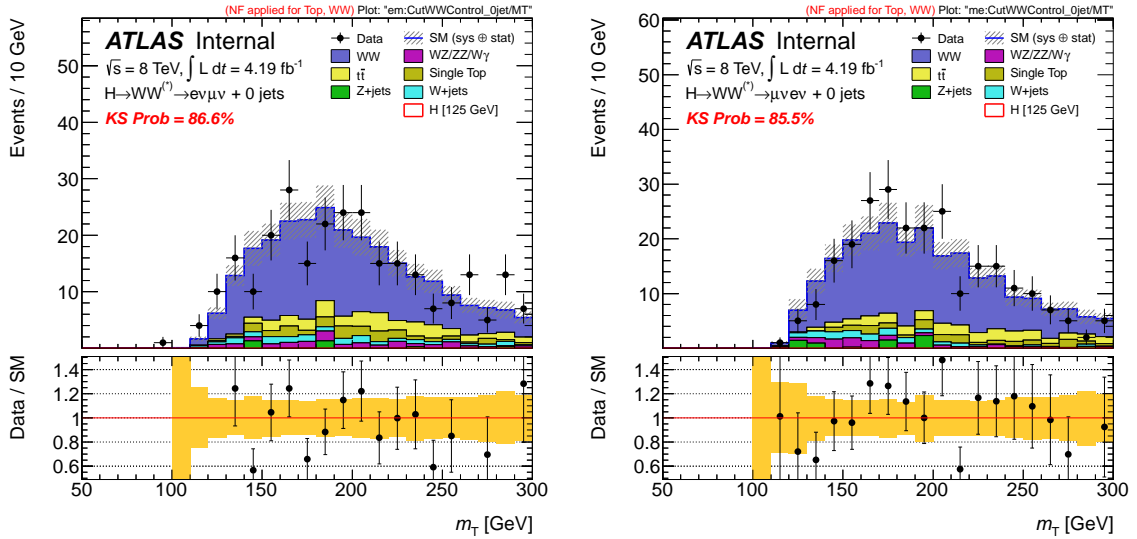 (NF applied for Top, WW) Plot: "em:CutWWControl_0jet/MT"
Events / 10 GeV
ATLAS Internal
√s = 8 TeV, ∫ L dt = 4.19 fb⁻¹
H→WW⁽*⁾→eνμν + 0 jets
KS Prob = 86.6%
Data
SM (sys ⊕ stat)
WW
WZ/ZZ/Wγ
tt̄
Single Top
Z+jets
W+jets
H [125 GeV]
50
40
30
20
10
Data / SM
1.4
1.2
1
0.8
0.6
50 100 150 200 250 300
m_T [GeV]
(NF applied for Top, WW) Plot: "me:CutWWControl_0jet/MT"
Events / 10 GeV
ATLAS Internal
√s = 8 TeV, ∫ L dt = 4.19 fb⁻¹
H→WW⁽*⁾→μνeν + 0 jets
KS Prob = 85.5%
Data
SM (sys ⊕ stat)
WW
WZ/ZZ/Wγ
tt̄
Single Top
Z+jets
W+jets
H [125 GeV]
60
50
40
30
20
10
Data / SM
1.4
1.2
1
0.8
0.6
50 100 150 200 250 300
m_T [GeV]